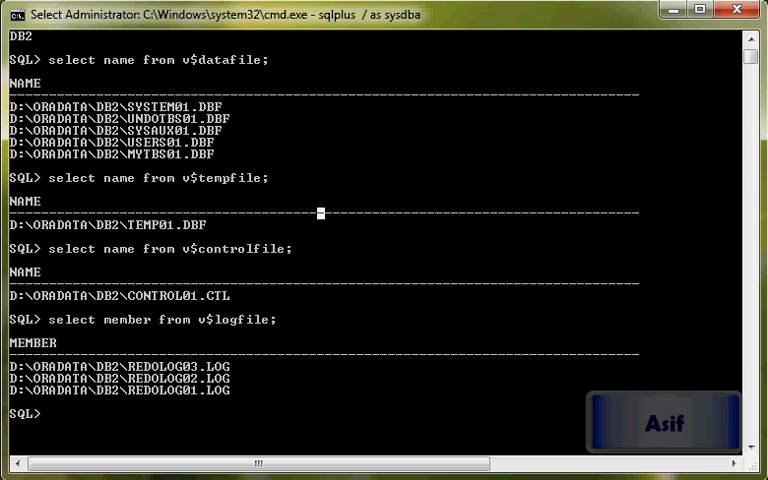 Select Administrator: C:\Windows\system32\cmd.exe - sqlplus  / as sysdba
DB2
SQL> select name from v$datafile;
NAME
--------------------------------------------------------------------------------
D:\ORADATA\DB2\SYSTEM01.DBF
D:\ORADATA\DB2\UNDOTBS01.DBF
D:\ORADATA\DB2\SYSAUX01.DBF
D:\ORADATA\DB2\USERS01.DBF
D:\ORADATA\DB2\MYTBS01.DBF
SQL> select name from v$tempfile;
NAME
--------------------------------------------------------------------------------
D:\ORADATA\DB2\TEMP01.DBF
SQL> select name from v$controlfile;
NAME
--------------------------------------------------------------------------------
D:\ORADATA\DB2\CONTROL01.CTL
SQL> select member from v$logfile;
MEMBER
--------------------------------------------------------------------------------
D:\ORADATA\DB2\REDOLOG03.LOG
D:\ORADATA\DB2\REDOLOG02.LOG
D:\ORADATA\DB2\REDOLOG01.LOG
SQL>
Asif